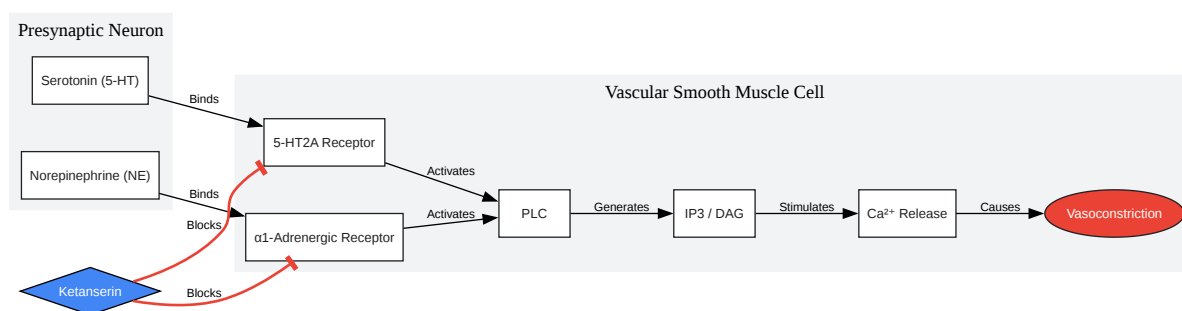 Presynaptic Neuron
Serotonin (5-HT)
Norepinephrine (NE)
Vascular Smooth Muscle Cell
Binds
Binds
5-HT2A Receptor
α1-Adrenergic Receptor
Activates
Activates
PLC
Generates
IP3 / DAG
Stimulates
Ca²⁺ Release
Causes
Vasoconstriction
Blocks
Ketanserin
Blocks